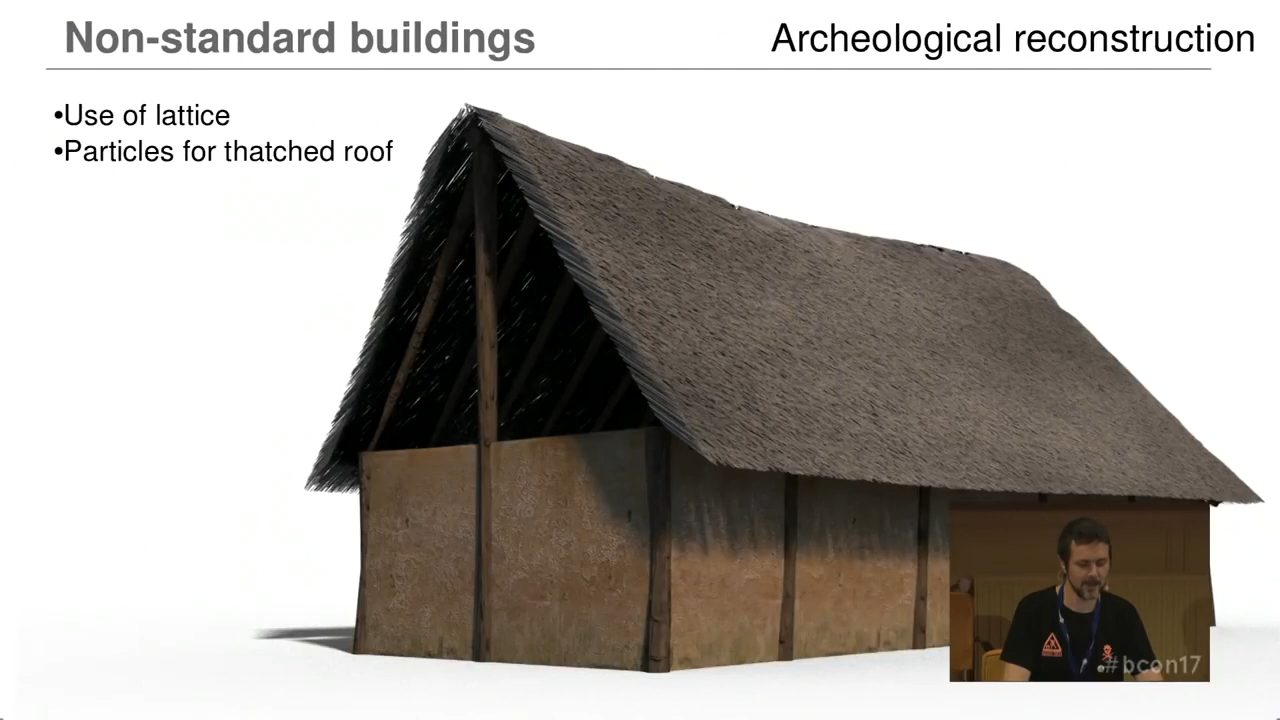 Non-standard buildings
Archeological reconstruction
•Use of lattice
•Particles for thatched roof
#bcon17